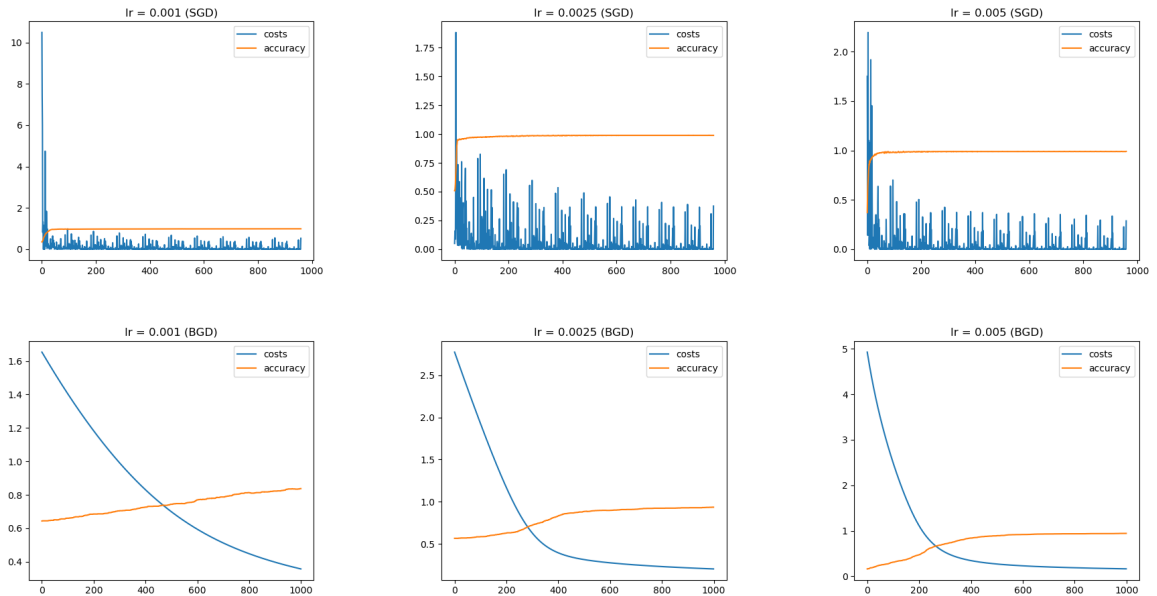 lr = 0.001 (SGD)
costs
accuracy
10
8
6
4
2
0
0 200 400 600 800 1000
lr = 0.0025 (SGD)
costs
accuracy
1.75
1.50
1.25
1.00
0.75
0.50
0.25
0.00
0 200 400 600 800 1000
lr = 0.005 (SGD)
costs
accuracy
2.0
1.5
1.0
0.5
0.0
0 200 400 600 800 1000
lr = 0.001 (BGD)
costs
accuracy
1.6
1.4
1.2
1.0
0.8
0.6
0.4
0 200 400 600 800 1000
lr = 0.0025 (BGD)
costs
accuracy
2.5
2.0
1.5
1.0
0.5
0 200 400 600 800 1000
lr = 0.005 (BGD)
costs
accuracy
5
4
3
2
1
0
0 200 400 600 800 1000